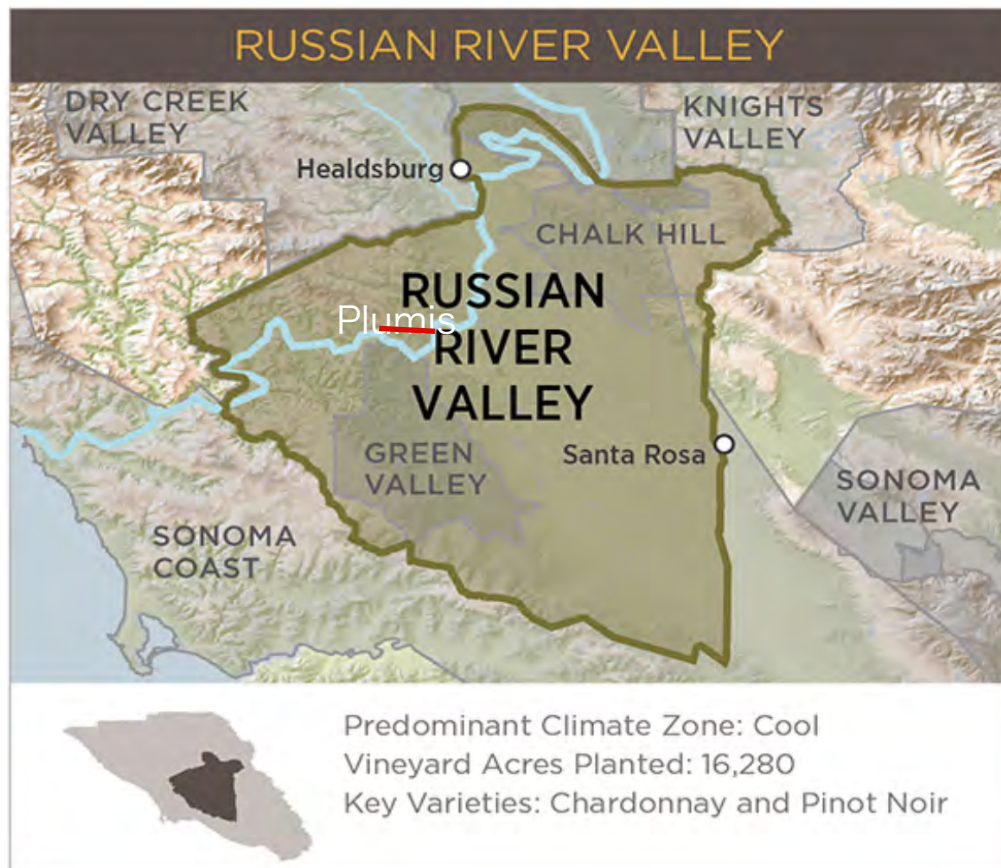 RUSSIAN RIVER VALLEY
DRY CREEK
VALLEY
KNIGHTS
VALLEY
Healdsburg
CHALK HILL
Plumis
RUSSIAN
RIVER
VALLEY
GREEN
VALLEY
Santa Rosa
SONOMA
VALLEY
SONOMA
COAST
Predominant Climate Zone: Cool
Vineyard Acres Planted: 16,280
Key Varieties: Chardonnay and Pinot Noir